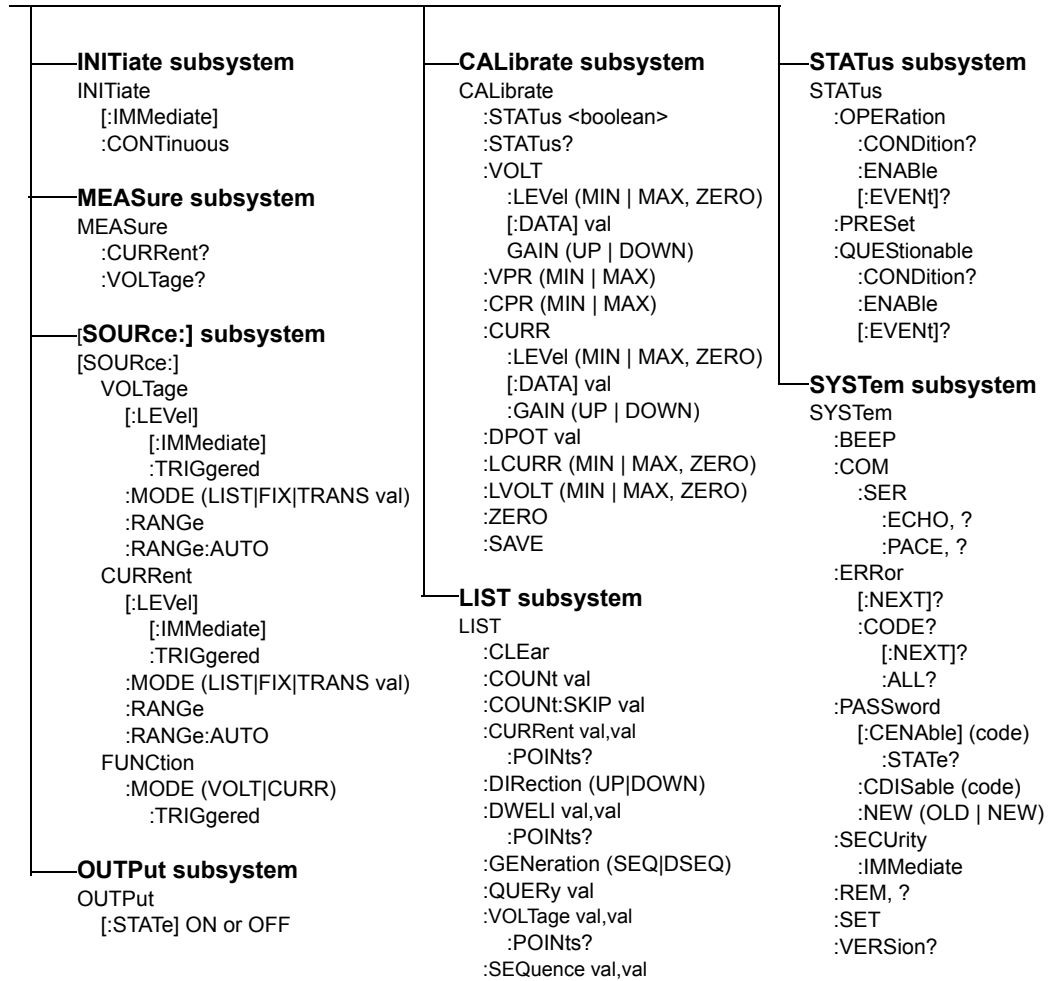 INITiate subsystem
INITiate
[:IMMediate]
:CONTinuous
MEASure subsystem
MEASure
:CURRent?
:VOLTage?
[SOURce:] subsystem
[SOURce:]
VOLTage
[:LEVel]
[:IMMediate]
:TRIGgered
:MODE (LIST|FIX|TRANS val)
:RANGe
:RANGe:AUTO
CURRent
[:LEVel]
[:IMMediate]
:TRIGgered
:MODE (LIST|FIX|TRANS val)
:RANGe
:RANGe:AUTO
FUNCtion
:MODE (VOLT|CURR)
:TRIGgered
OUTPut subsystem
OUTPut
[:STATe] ON or OFF
CALibrate subsystem
CALibrate
:STATus <boolean>
:STATus?
:VOLT
:LEVel (MIN | MAX, ZERO)
[:DATA] val
GAIN (UP | DOWN)
:VPR (MIN | MAX)
:CPR (MIN | MAX)
:CURR
:LEVel (MIN | MAX, ZERO)
[:DATA] val
:GAIN (UP | DOWN)
:DPOT val
:LCURR (MIN | MAX, ZERO)
:LVOLT (MIN | MAX, ZERO)
:ZERO
:SAVE
LIST subsystem
LIST
:CLEar
:COUNt val
:COUNt:SKIP val
:CURRent val,val
:POINts?
:DIRection (UP|DOWN)
:DWELl val,val
:POINts?
:GENeration (SEQ|DSEQ)
:QUERy val
:VOLTage val,val
:POINts?
:SEQuence val,val
STATus subsystem
STATus
:OPERation
:CONDition?
:ENABle
[:EVENt]?
:PRESet
:QUEStionable
:CONDition?
:ENABle
[:EVENt]?
SYSTem subsystem
SYSTem
:BEEP
:COM
:SER
:ECHO, ?
:PACE, ?
:ERRor
[:NEXT]?
:CODE?
[:NEXT]?
:ALL?
:PASSword
[:CENAble] (code)
:STATe?
:CDISable (code)
:NEW (OLD | NEW)
:SECUrity
:IMMediate
:REM, ?
:SET
:VERSion?